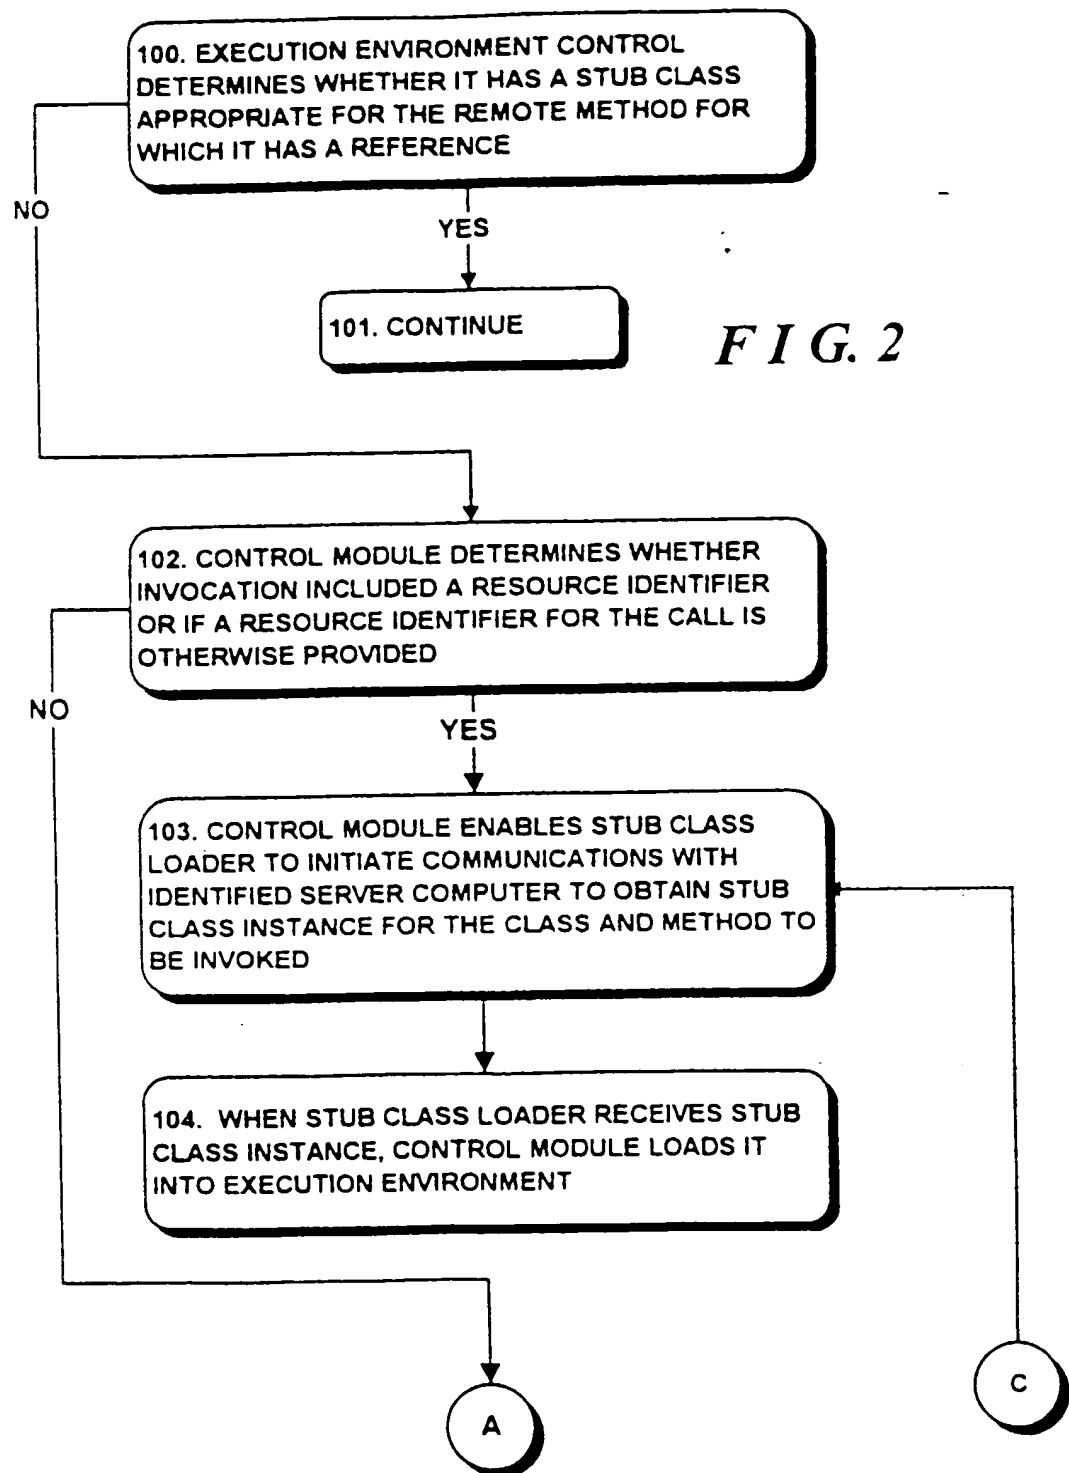 100. EXECUTION ENVIRONMENT CONTROL
DETERMINES WHETHER IT HAS A STUB CLASS
APPROPRIATE FOR THE REMOTE METHOD FOR
WHICH IT HAS A REFERENCE
NO
YES
101. CONTINUE
FIG. 2
102. CONTROL MODULE DETERMINES WHETHER
INVOCATION INCLUDED A RESOURCE IDENTIFIER
OR IF A RESOURCE IDENTIFIER FOR THE CALL IS
OTHERWISE PROVIDED
NO
YES
103. CONTROL MODULE ENABLES STUB CLASS
LOADER TO INITIATE COMMUNICATIONS WITH
IDENTIFIED SERVER COMPUTER TO OBTAIN STUB
CLASS INSTANCE FOR THE CLASS AND METHOD TO
BE INVOKED
104. WHEN STUB CLASS LOADER RECEIVES STUB
CLASS INSTANCE, CONTROL MODULE LOADS IT
INTO EXECUTION ENVIRONMENT
C
A